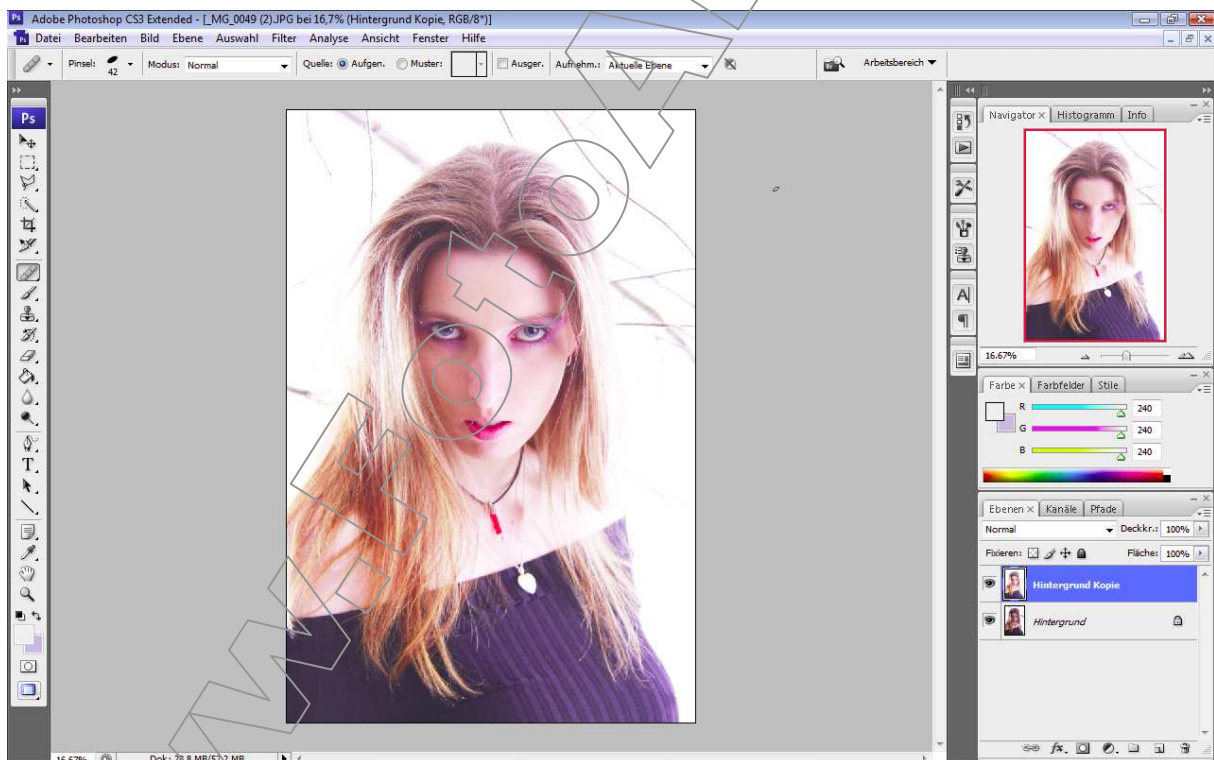 Adobe Photoshop CS3 Extended - [_MG_0049 (2).JPG bei 16,7% (Hintergrund Kopie, RGB/8*)]
Datei Bearbeiten Bild Ebene Auswahl Filter Analyse Ansicht Fenster Hilfe
Pinsel: 42 Modus: Normal Quelle: Aufgen. Muster: Ausger. Aufnehm.: Aktuelle Ebene Arbeitsbereich
Ps
Navigator Histogramm Info
16.67%
Farbe Farbfelder Stile
R 240
G 240
B 240
Ebenen Kanäle Pfade
Normal Deckkr.: 100%
Fixieren: Fläche: 100%
Hintergrund Kopie
Hintergrund
16.67% Dok: